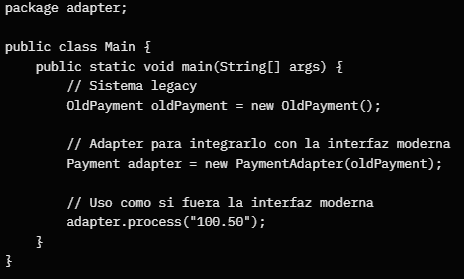 package adapter;

public class Main {
    public static void main(String[] args) {
        // Sistema legacy
        OldPayment oldPayment = new OldPayment();

        // Adapter para integrarlo con la interfaz moderna
        Payment adapter = new PaymentAdapter(oldPayment);

        // Uso como si fuera la interfaz moderna
        adapter.process("100.50");
    }
}